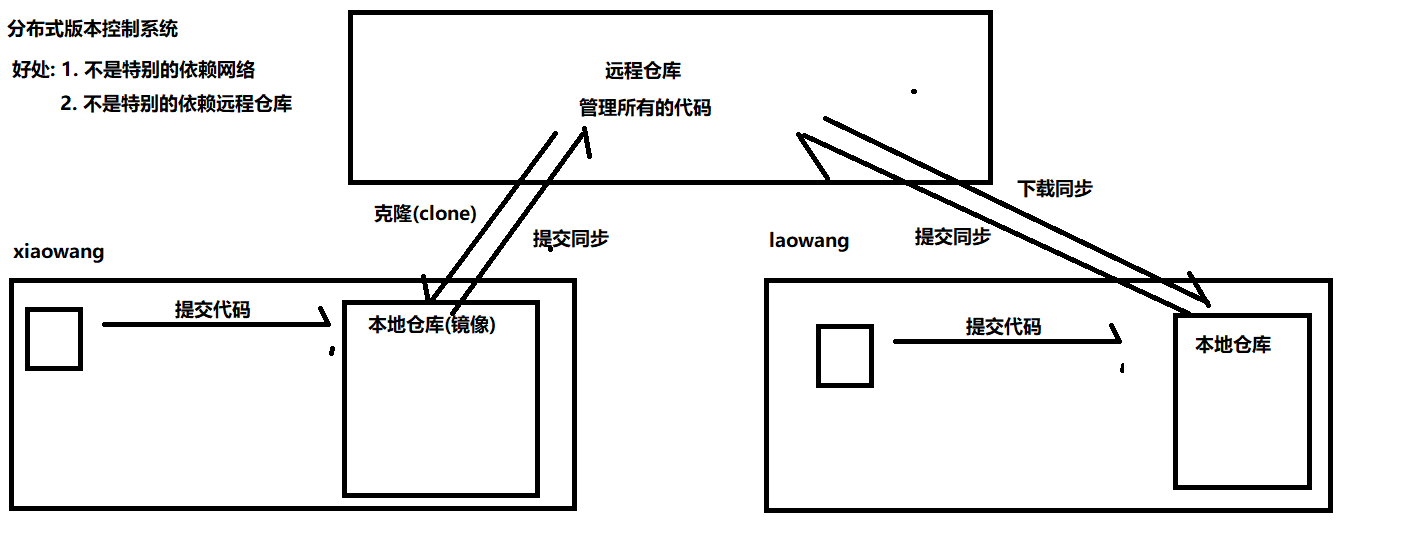 分布式版本控制系统
好处: 1. 不是特别的依赖网络
2. 不是特别的依赖远程仓库
远程仓库
管理所有的代码
克隆(clone)
提交同步
下载同步
提交同步
xiaowang
laowang
提交代码
本地仓库(镜像)
提交代码
本地仓库